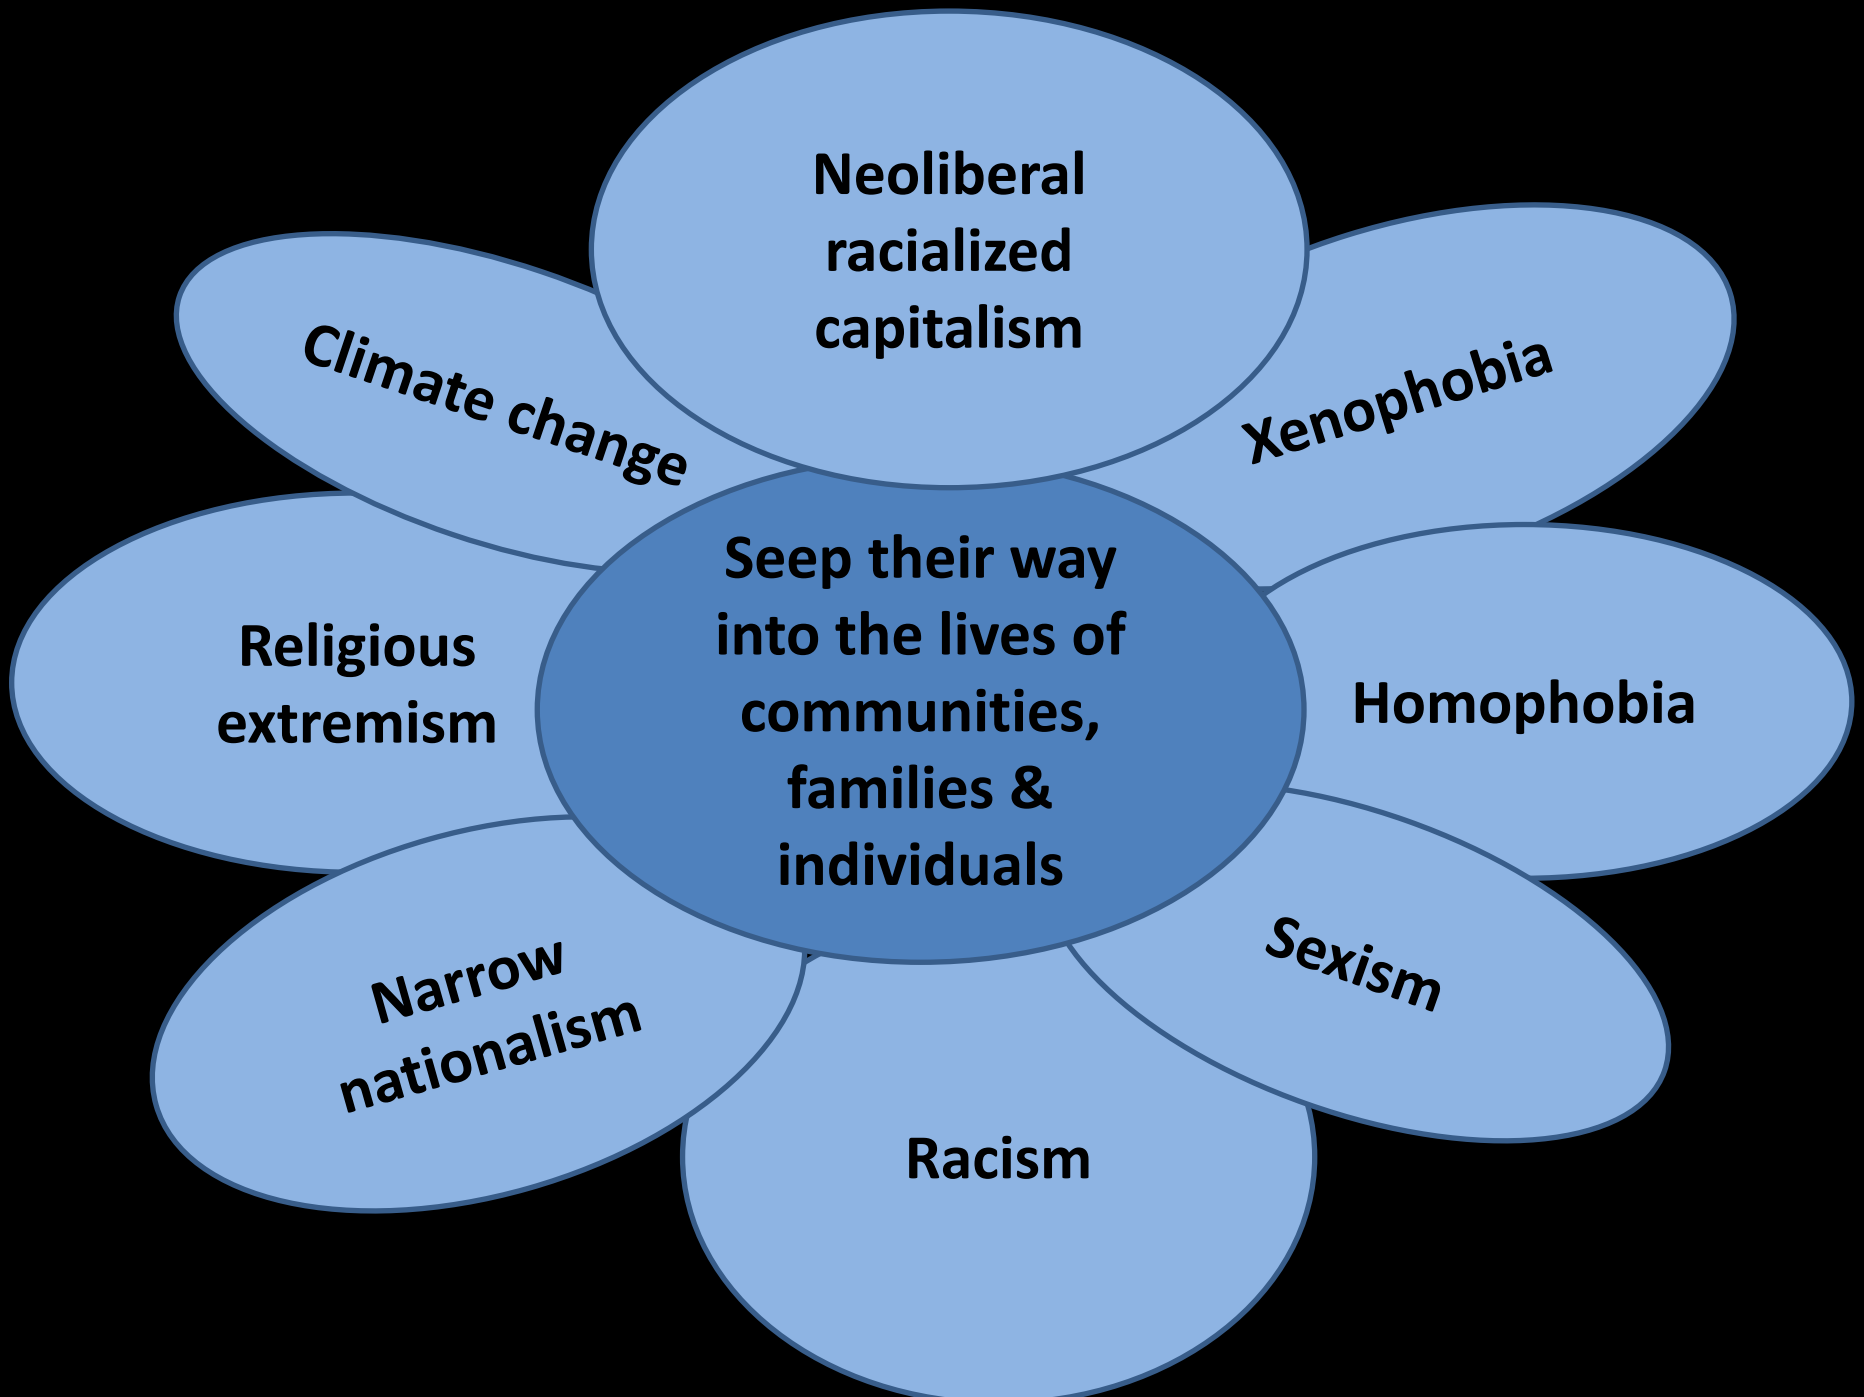 Neoliberal
racialized
capitalism
Climate change
Xenophobia
Seep their way
into the lives of
communities,
families &
individuals
Religious
extremism
Homophobia
Narrow
nationalism
Sexism
Racism